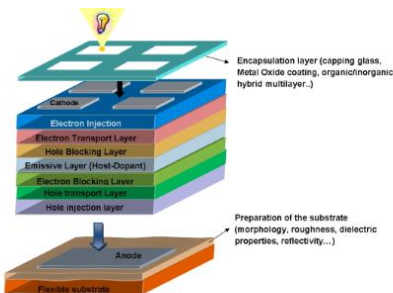 Encapsulation layer (capping glass,
Metal Oxide coating, organic/inorganic
hybrid multilayer..)
Cathode
Electron Injection
Electron Transport Layer
Hole Blocking Layer
Emissive Layer (Host-Dopant)
Electron Blocking Layer
Hole transport Layer
Hole injection layer
Preparation of the substrate
(morphology, roughness, dielectric
properties, reflectivity...)
Anode
Flexible substrate